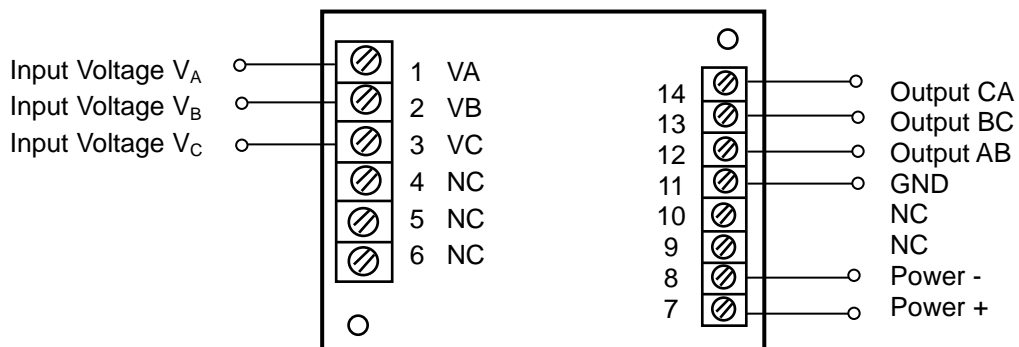 Input Voltage VA
Input Voltage VB
Input Voltage VC
1 VA
2 VB
3 VC
4 NC
5 NC
6 NC
14 Output CA
13 Output BC
12 Output AB
11 GND
10 NC
9 NC
8 Power -
7 Power +